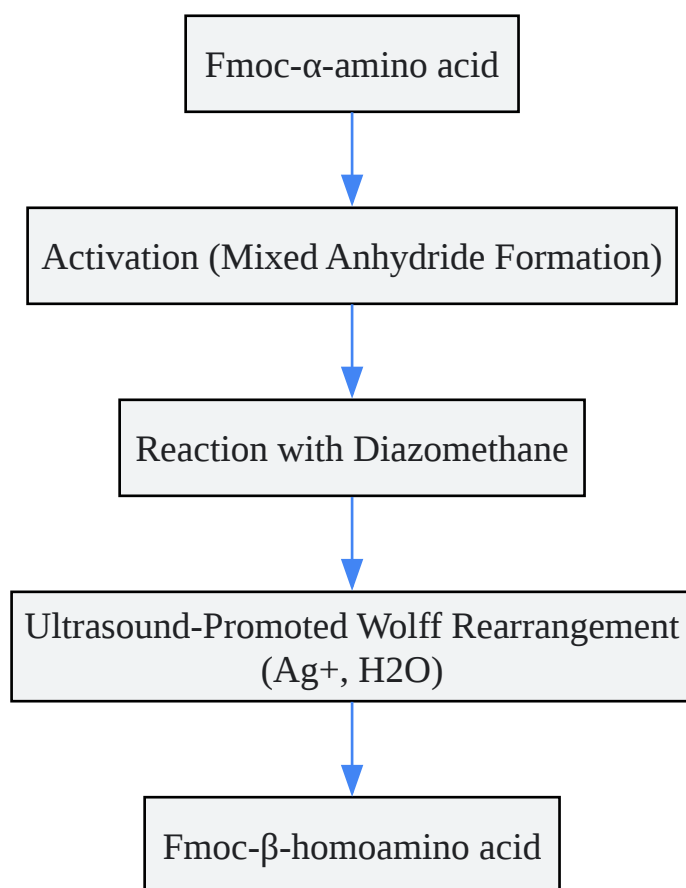 Fmoc-α-amino acid
Activation (Mixed Anhydride Formation)
Reaction with Diazomethane
Ultrasound-Promoted Wolff Rearrangement
(Ag+, H2O)
Fmoc-β-homoamino acid